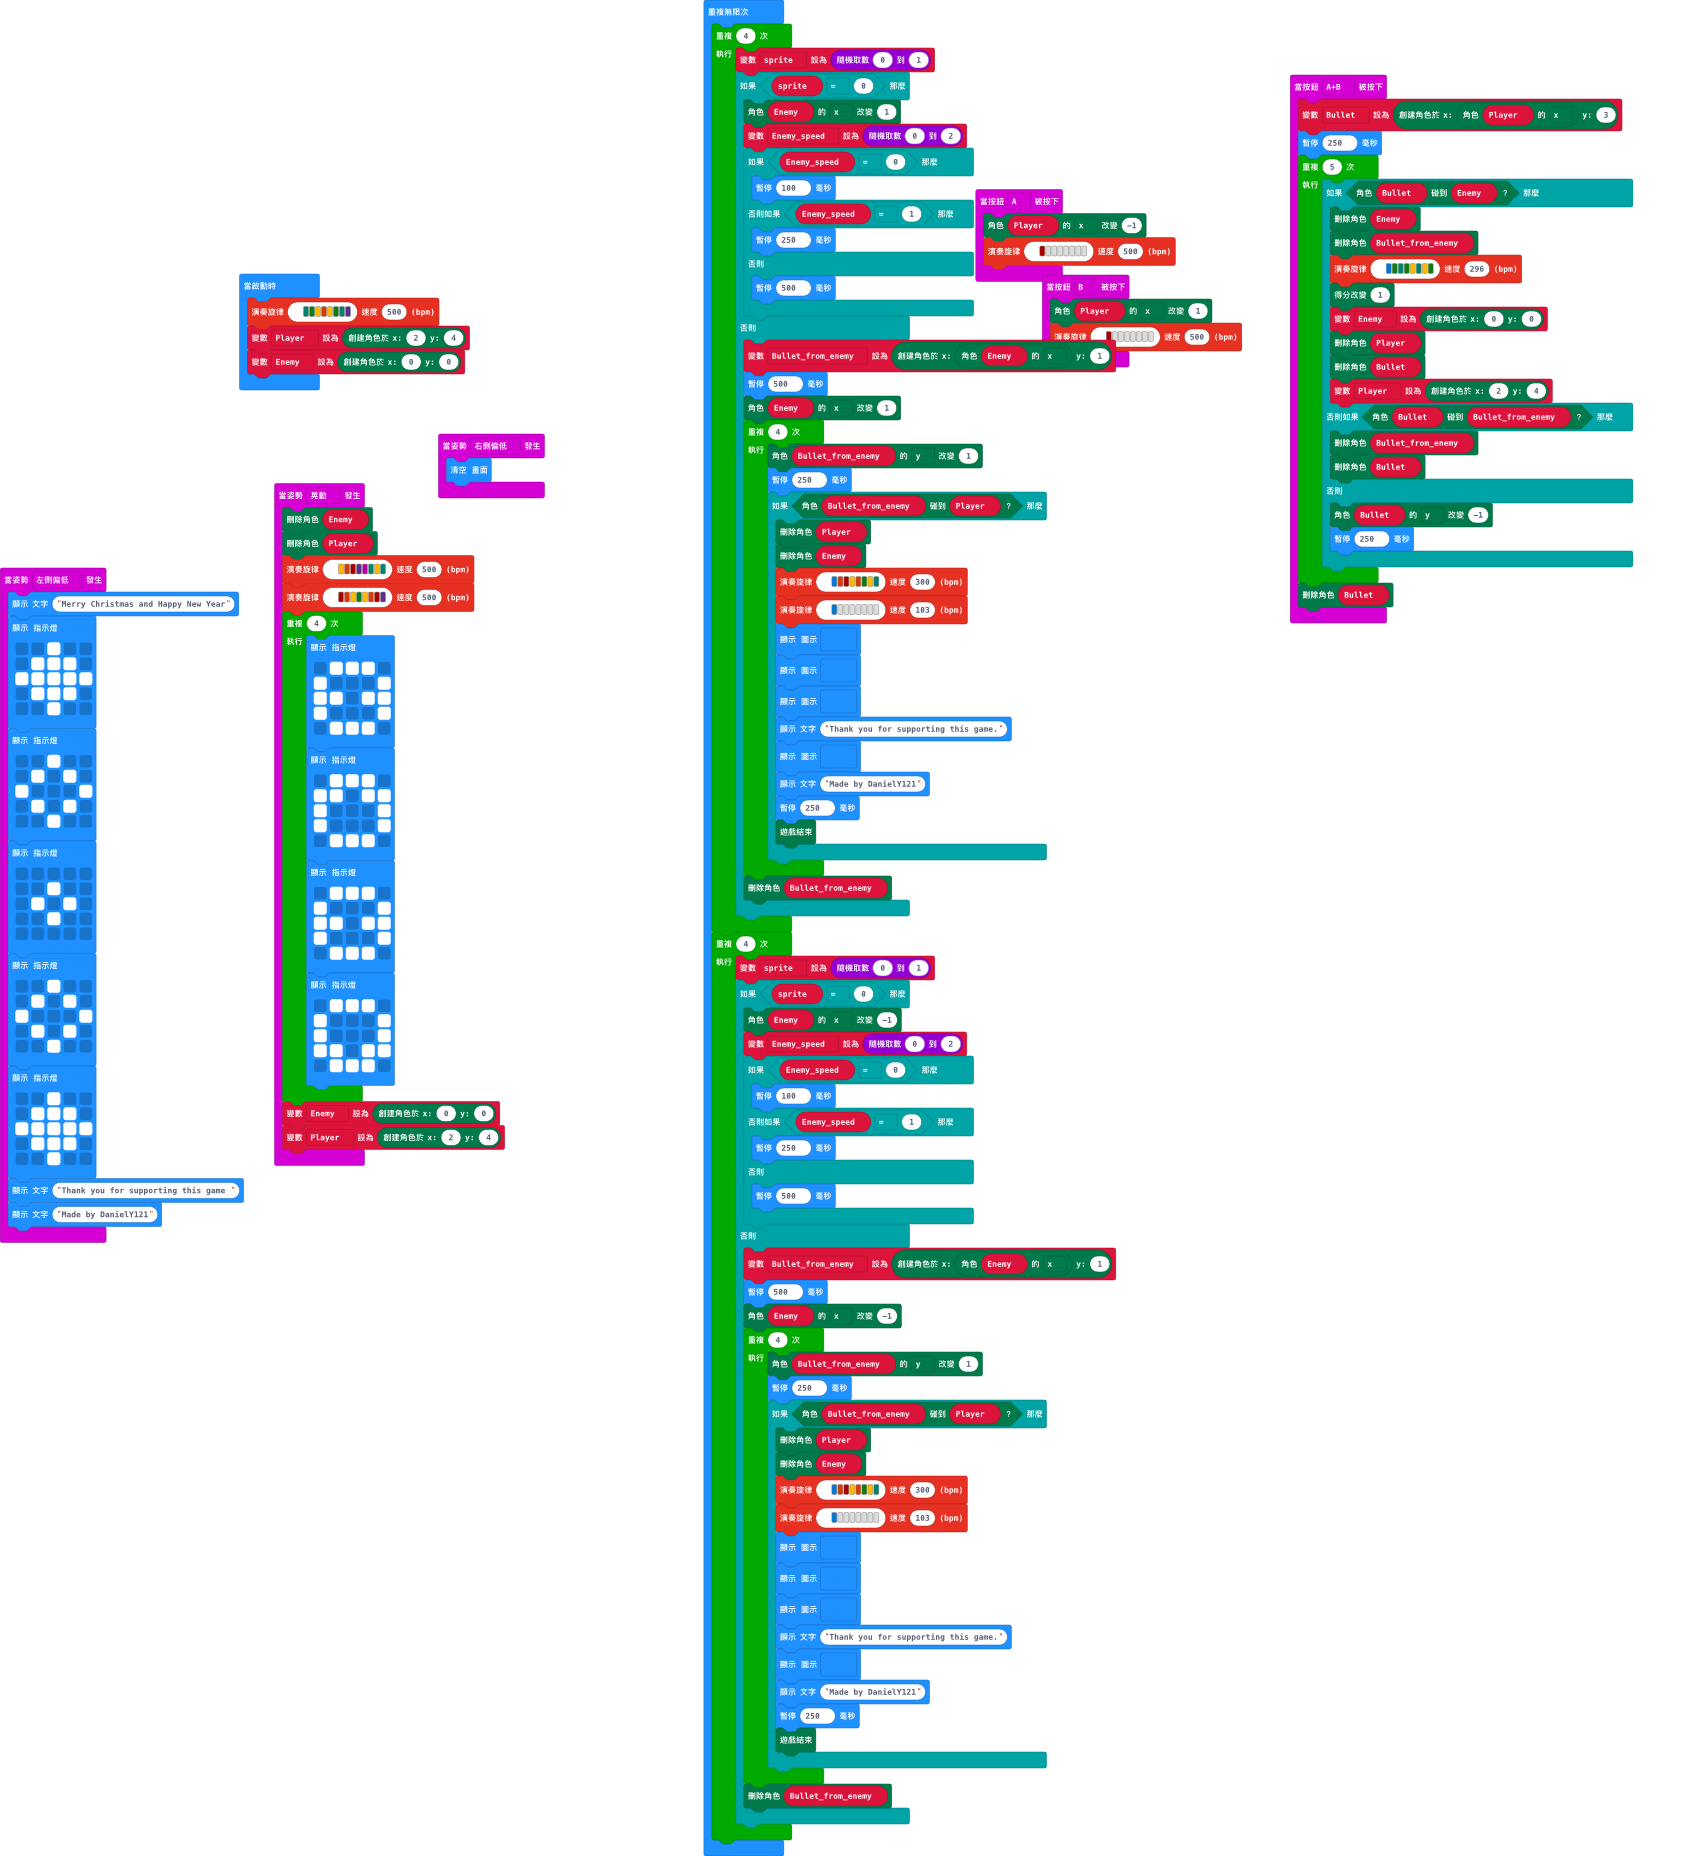 當啟動時
演奏旋律 速度 500 (bpm)
變數 Player 設為 創建角色於 x: 2 y: 4
變數 Enemy 設為 創建角色於 x: 0 y: 0
當姿勢 右側偏低 發生
清空 畫面
當姿勢 晃動 發生
刪除角色 Enemy
刪除角色 Player
演奏旋律 速度 500 (bpm)
演奏旋律 速度 500 (bpm)
重複 4 次
執行
顯示 指示燈
顯示 指示燈
顯示 指示燈
顯示 指示燈
變數 Enemy 設為 創建角色於 x: 0 y: 0
變數 Player 設為 創建角色於 x: 2 y: 4
當姿勢 左側偏低 發生
顯示 文字 "Merry Christmas and Happy New Year"
顯示 指示燈
顯示 指示燈
顯示 指示燈
顯示 指示燈
顯示 指示燈
顯示 文字 "Thank you for supporting this game "
顯示 文字 "Made by DanielY121"
重複無限次
重複 4 次
執行
變數 sprite 設為 隨機取數 0 到 1
如果 sprite = 0 那麼
角色 Enemy 的 x 改變 1
變數 Enemy_speed 設為 隨機取數 0 到 2
如果 Enemy_speed = 0 那麼
暫停 100 毫秒
否則如果 Enemy_speed = 1 那麼
暫停 250 毫秒
否則
暫停 500 毫秒
否則
變數 Bullet_from_enemy 設為 創建角色於 x: 角色 Enemy 的 x y: 1
暫停 500 毫秒
角色 Enemy 的 x 改變 1
重複 4 次
執行
角色 Bullet_from_enemy 的 y 改變 1
暫停 250 毫秒
如果 角色 Bullet_from_enemy 碰到 Player ? 那麼
刪除角色 Player
刪除角色 Enemy
演奏旋律 速度 300 (bpm)
演奏旋律 速度 103 (bpm)
顯示 圖示
顯示 圖示
顯示 圖示
顯示 文字 "Thank you for supporting this game."
顯示 圖示
顯示 文字 "Made by DanielY121"
暫停 250 毫秒
遊戲結束
刪除角色 Bullet_from_enemy
重複 4 次
執行
變數 sprite 設為 隨機取數 0 到 1
如果 sprite = 0 那麼
角色 Enemy 的 x 改變 -1
變數 Enemy_speed 設為 隨機取數 0 到 2
如果 Enemy_speed = 0 那麼
暫停 100 毫秒
否則如果 Enemy_speed = 1 那麼
暫停 250 毫秒
否則
暫停 500 毫秒
否則
變數 Bullet_from_enemy 設為 創建角色於 x: 角色 Enemy 的 x y: 1
暫停 500 毫秒
角色 Enemy 的 x 改變 -1
重複 4 次
執行
角色 Bullet_from_enemy 的 y 改變 1
暫停 250 毫秒
如果 角色 Bullet_from_enemy 碰到 Player ? 那麼
刪除角色 Player
刪除角色 Enemy
演奏旋律 速度 300 (bpm)
演奏旋律 速度 103 (bpm)
顯示 圖示
顯示 圖示
顯示 圖示
顯示 文字 "Thank you for supporting this game."
顯示 圖示
顯示 文字 "Made by DanielY121"
暫停 250 毫秒
遊戲結束
刪除角色 Bullet_from_enemy
當按鈕 A 被按下
角色 Player 的 x 改變 -1
演奏旋律 速度 500 (bpm)
當按鈕 B 被按下
角色 Player 的 x 改變 1
演奏旋律 速度 500 (bpm)
當按鈕 A+B 被按下
變數 Bullet 設為 創建角色於 x: 角色 Player 的 x y: 3
暫停 250 毫秒
重複 5 次
執行
如果 角色 Bullet 碰到 Enemy ? 那麼
刪除角色 Enemy
刪除角色 Bullet_from_enemy
演奏旋律 速度 296 (bpm)
得分改變 1
變數 Enemy 設為 創建角色於 x: 0 y: 0
刪除角色 Player
刪除角色 Bullet
變數 Player 設為 創建角色於 x: 2 y: 4
否則如果 角色 Bullet 碰到 Bullet_from_enemy ? 那麼
刪除角色 Bullet_from_enemy
刪除角色 Bullet
否則
角色 Bullet 的 y 改變 -1
暫停 250 毫秒
刪除角色 Bullet